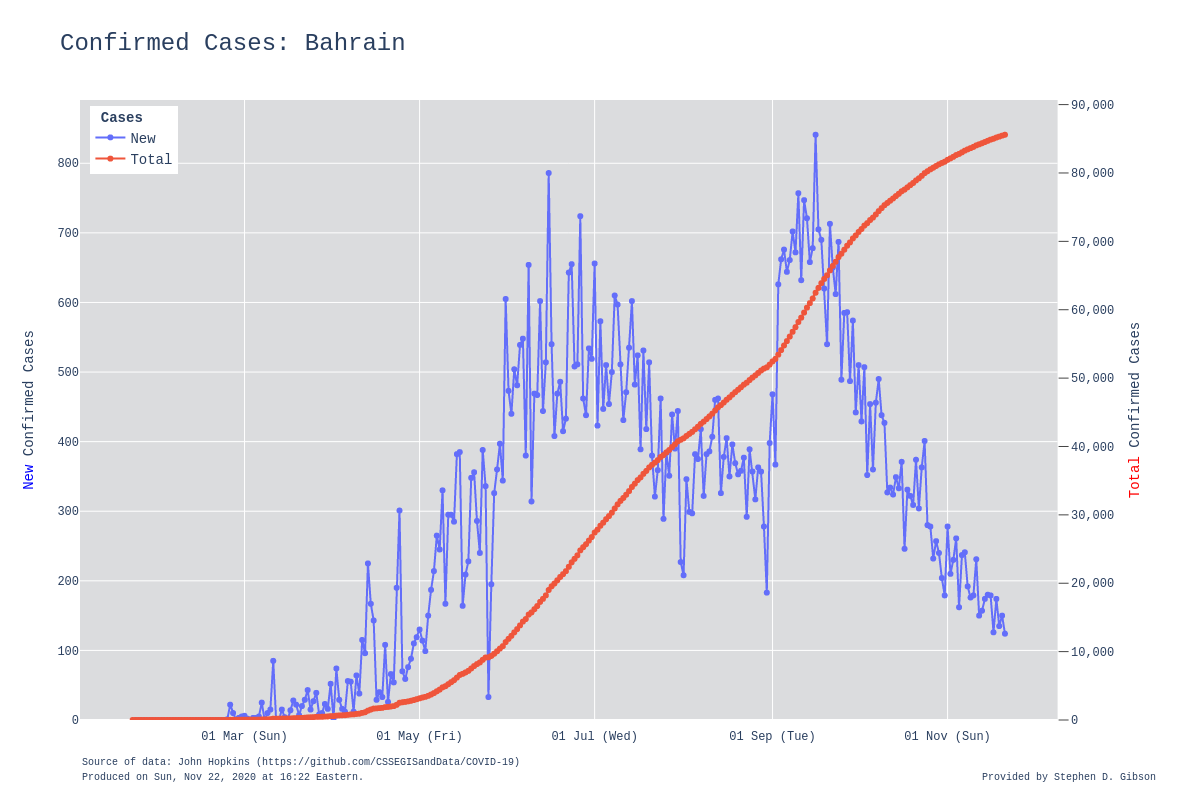 Confirmed Cases: Bahrain
Cases
New
Total
90,000
80,000
70,000
60,000
50,000
40,000
30,000
20,000
10,000
0
800
700
600
500
400
300
200
100
0
New Confirmed Cases
Total Confirmed Cases
01 Mar (Sun)
01 May (Fri)
01 Jul (Wed)
01 Sep (Tue)
01 Nov (Sun)
Source of data: John Hopkins (https://github.com/CSSEGISandData/COVID-19)
Produced on Sun, Nov 22, 2020 at 16:22 Eastern.
Provided by Stephen D. Gibson